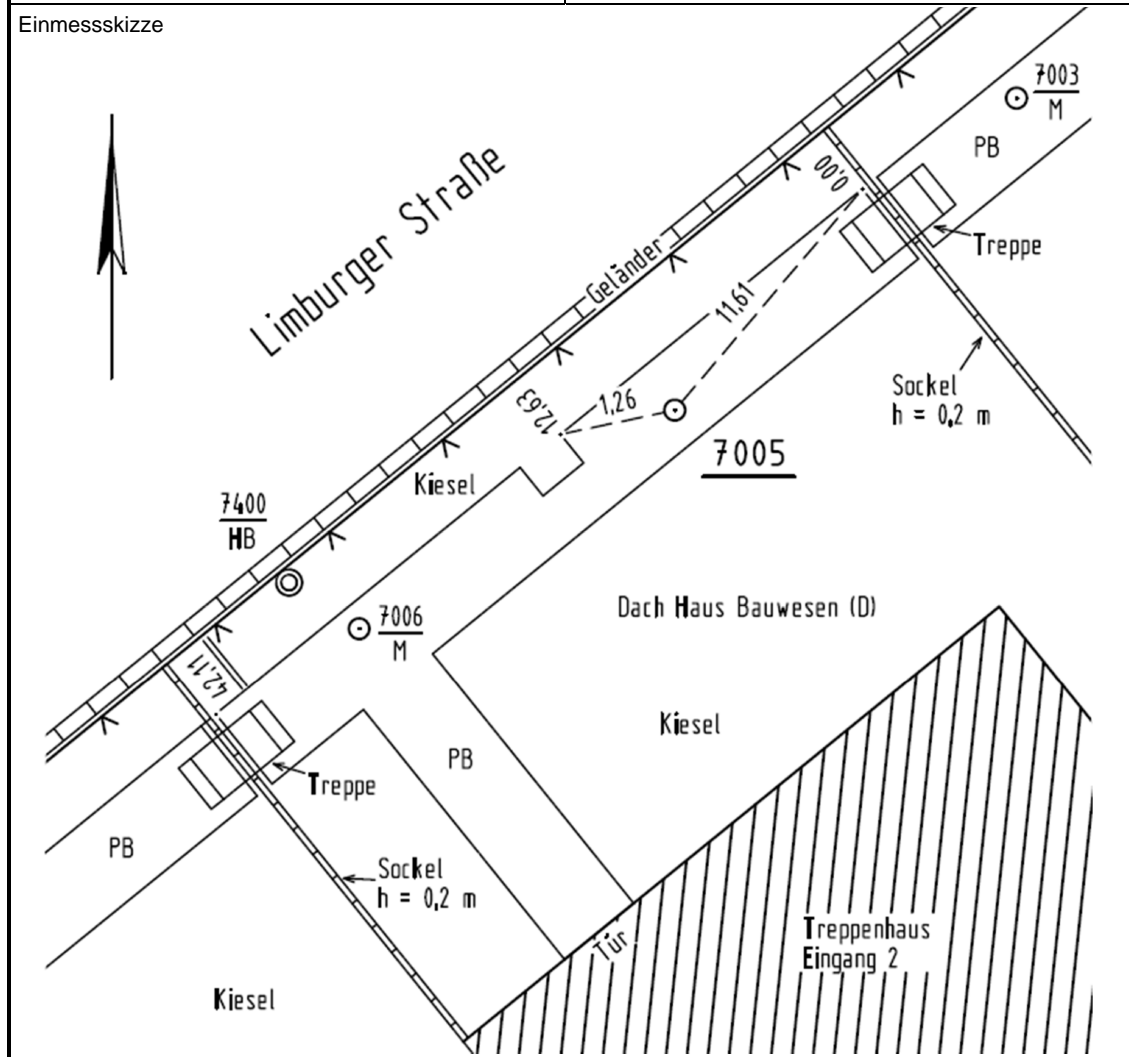 Einmessskizze
7003
M
PB
0,00
Treppe
Limburger Straße
Geländer
11,61
Sockel
h = 0,2 m
12,63
1,26
7005
Kiesel
7400
HB
Dach Haus Bauwesen (D)
7006
M
42,11
Kiesel
PB
Treppe
PB
Sockel
h = 0,2 m
Treppenhaus
Eingang 2
Tür
Kiesel